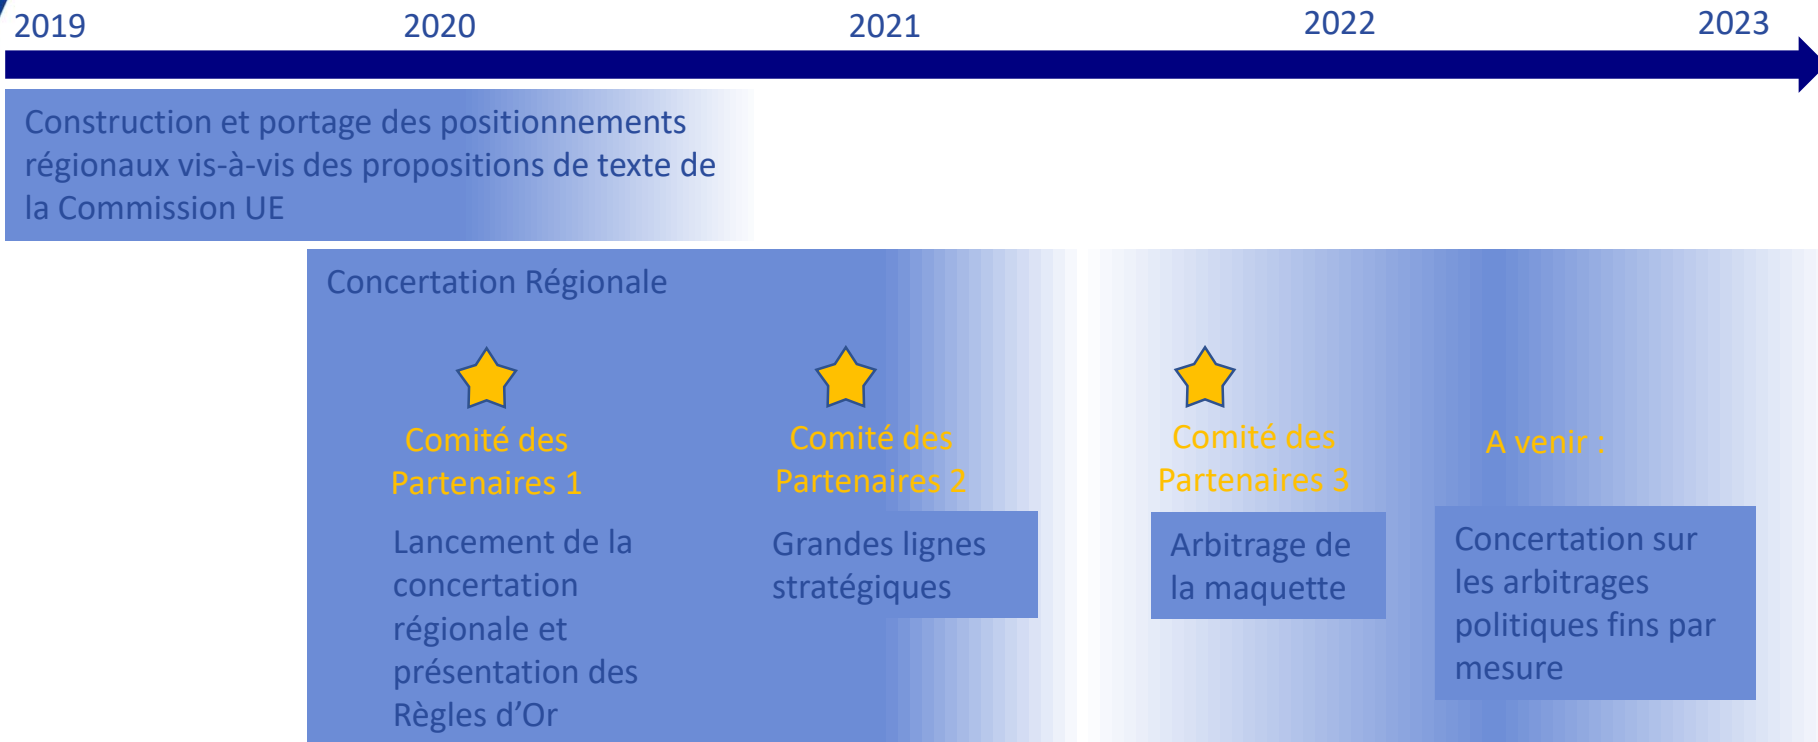 2019
2020
2021
2022
2023
Construction et portage des positionnements
régionaux vis-à-vis des propositions de texte de
la Commission UE
Concertation Régionale
Comité des
Partenaires 1
Lancement de la
concertation
régionale et
présentation des
Règles d’Or
Comité des
Partenaires 2
Grandes lignes
stratégiques
Comité des
Partenaires 3
Arbitrage de
la maquette
A venir :
Concertation sur
les arbitrages
politiques fins par
mesure